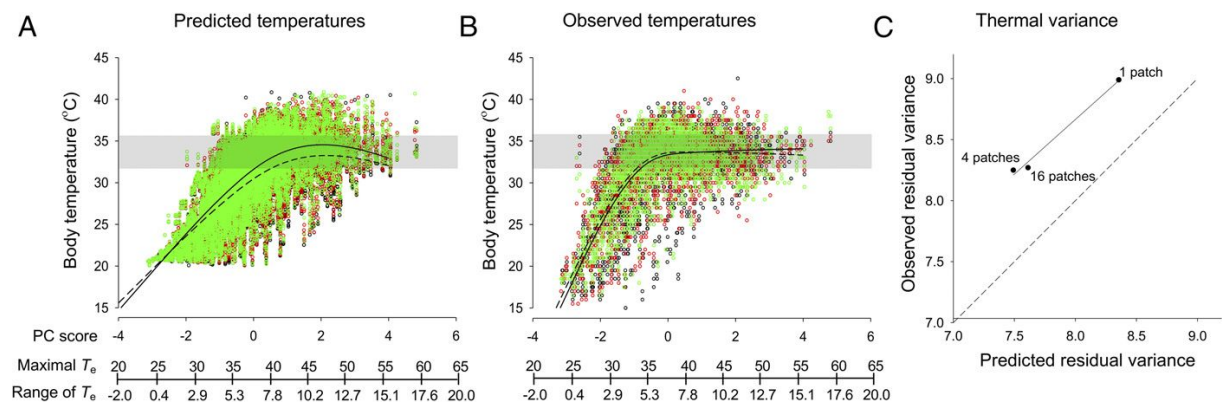 A
Predicted temperatures
Body temperature (°C)
45
40
35
30
25
20
15
PC score
-4 -2 0 2 4 6
Maximal Te
20 25 30 35 40 45 50 55 60 65
Range of Te
-2.0 0.4 2.9 5.3 7.8 10.2 12.7 15.1 17.6 20.0
B
Observed temperatures
Body temperature (°C)
45
40
35
30
25
20
15
-4 -2 0 2 4 6
20 25 30 35 40 45 50 55 60 65
-2.0 0.4 2.9 5.3 7.8 10.2 12.7 15.1 17.6 20.0
C
Thermal variance
Observed residual variance
9.0
8.5
8.0
7.5
7.0
1 patch
4 patches
16 patches
7.0 7.5 8.0 8.5 9.0
Predicted residual variance